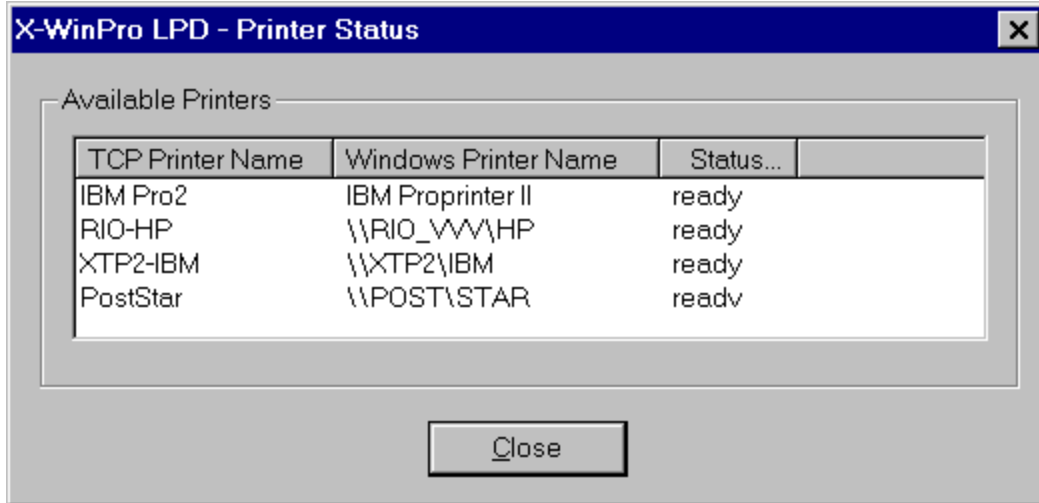 X-WinPro LPD - Printer Status
Available Printers
TCP Printer Name Windows Printer Name Status...
IBM Pro2 IBM Proprinter II ready
RIO-HP \\RIO_VVV\HP ready
XTP2-IBM \\XTP2\IBM ready
PostStar \\POST\STAR ready
Close